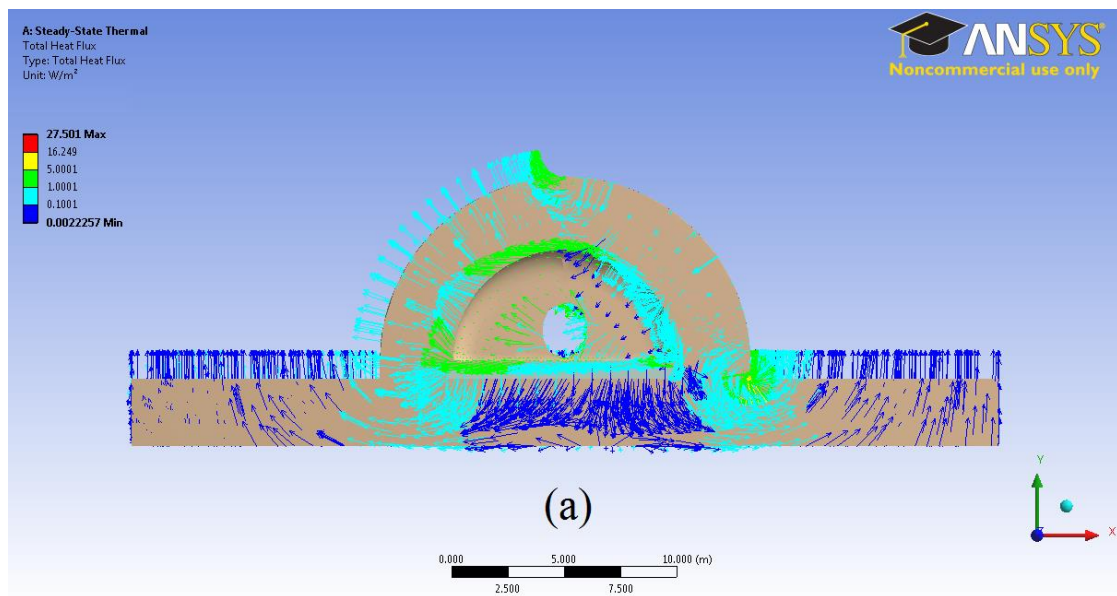 A: Steady-State Thermal
Total Heat Flux
Type: Total Heat Flux
Unit: W/m²
ANSYS
Noncommercial use only
27.501 Max
16.249
5.0001
1.0001
0.1001
0.0022257 Min
(a)
Y
X
Z
0.000 5.000 10.000 (m)
2.500 7.500